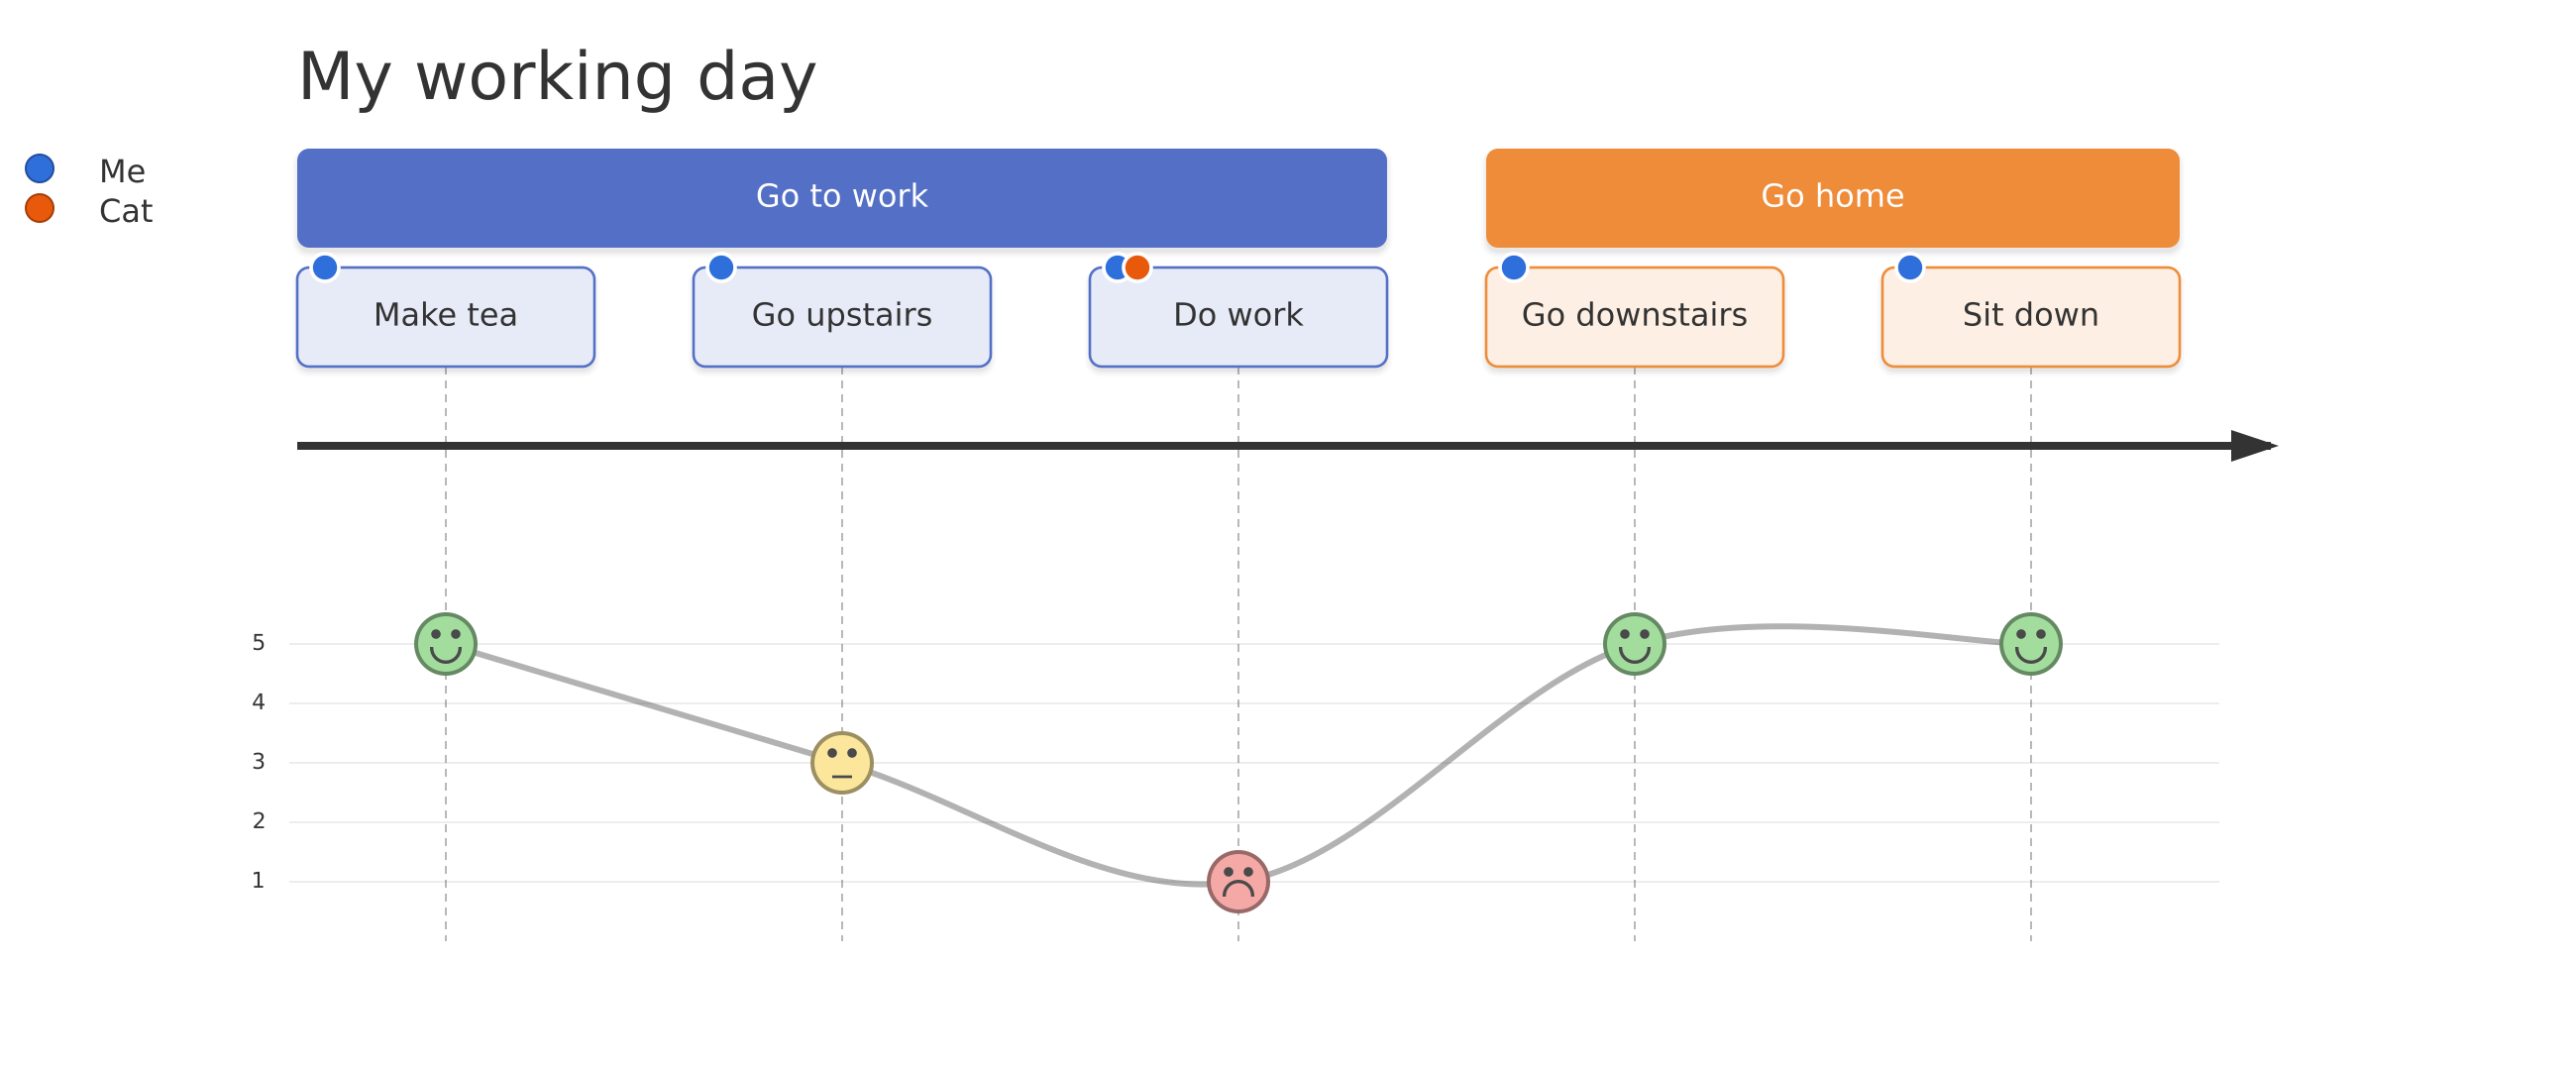 My working day
Me
Cat
Go to work
Go home
Make tea
Go upstairs
Do work
Go downstairs
Sit down
5
4
3
2
1